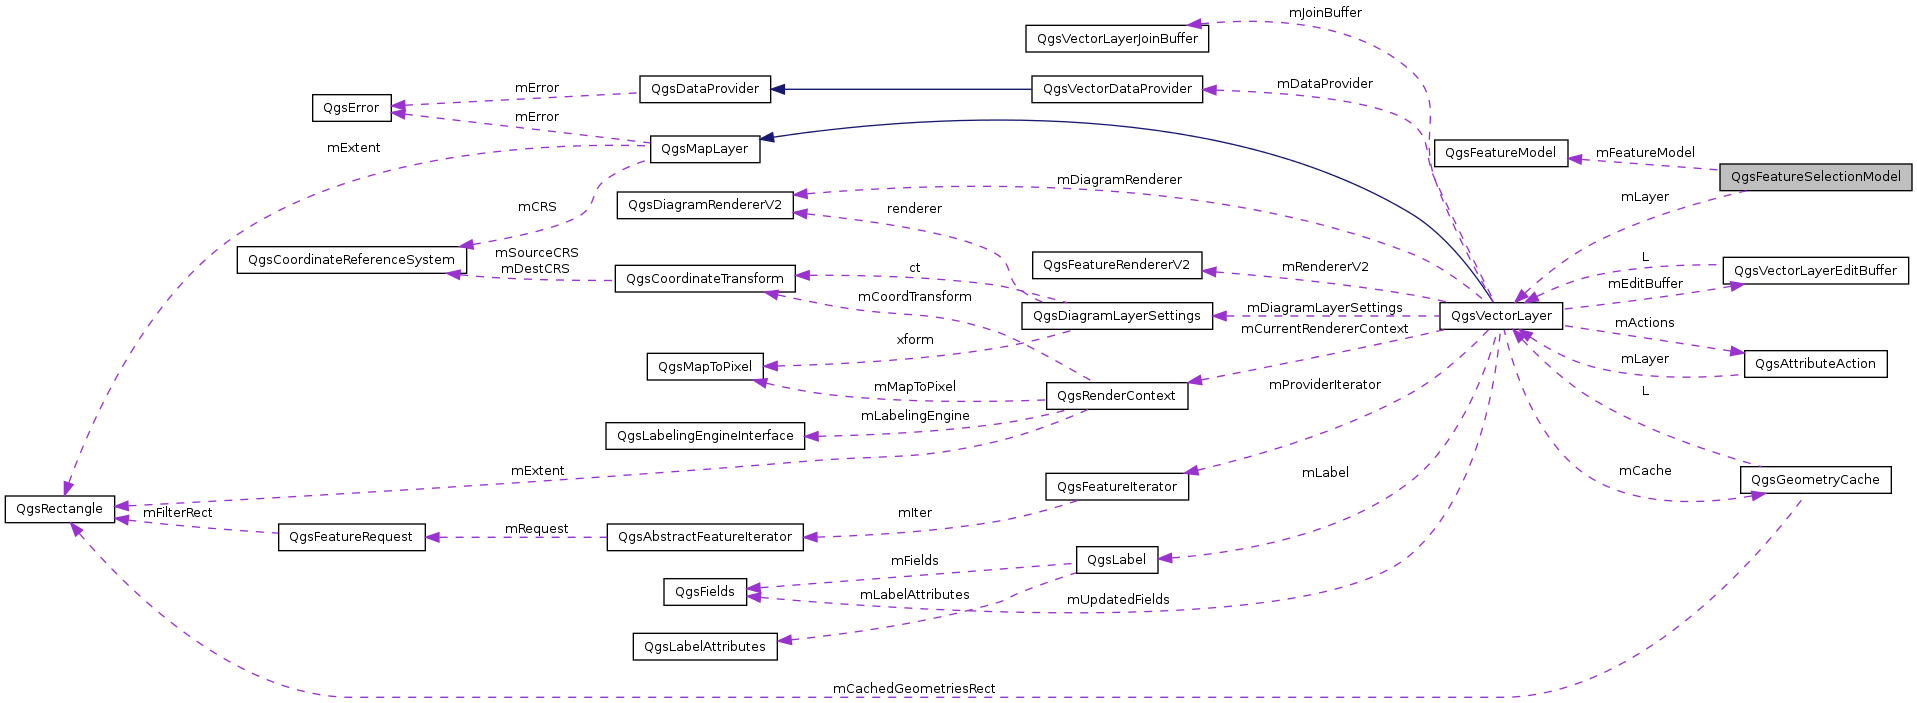 mJoinBuffer
QgsVectorLayerJoinBuffer
mError
QgsDataProvider
QgsVectorDataProvider
mDataProvider
QgsError
mError
mExtent
QgsMapLayer
QgsFeatureModel
mFeatureModel
QgsFeatureSelectionModel
mDiagramRenderer
mLayer
QgsDiagramRendererV2
mCRS
renderer
QgsCoordinateReferenceSystem
mSourceCRS
mDestCRS
QgsCoordinateTransform
ct
QgsFeatureRendererV2
mRendererV2
L
QgsVectorLayerEditBuffer
mEditBuffer
mCoordTransform
QgsDiagramLayerSettings
mDiagramLayerSettings
mCurrentRendererContext
QgsVectorLayer
mActions
xform
QgsMapToPixel
mLayer
QgsAttributeAction
mMapToPixel
QgsRenderContext
mProviderIterator
L
mLabelingEngine
QgsLabelingEngineInterface
mExtent
QgsFeatureIterator
mLabel
mCache
QgsGeometryCache
QgsRectangle
mFilterRect
QgsFeatureRequest
mRequest
QgsAbstractFeatureIterator
mIter
mFields
QgsLabel
QgsFields
mLabelAttributes
mUpdatedFields
QgsLabelAttributes
mCachedGeometriesRect